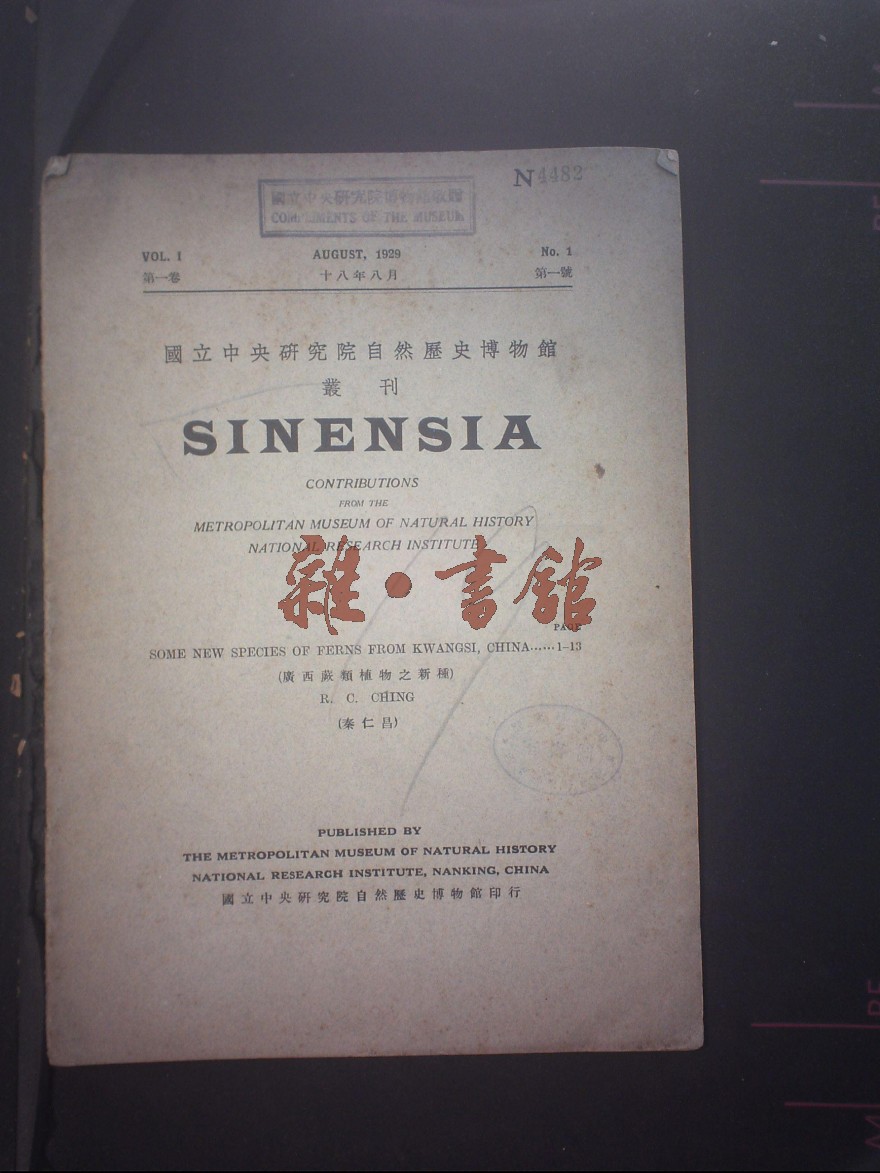 國立中央研究院博物館敬贈
COMPLIMENTS OF THE MUSEUM
N4482
VOL. I AUGUST, 1929 No. 1
第一卷 十八年八月 第一號
國立中央研究院自然歷史博物館
叢刊
SINENSIA
CONTRIBUTIONS
FROM THE
METROPOLITAN MUSEUM OF NATURAL HISTORY
NATIONAL RESEARCH INSTITUTE
雜·書館
PAGE
SOME NEW SPECIES OF FERNS FROM KWANGSI, CHINA......1-13
(廣西蕨類植物之新種)
R. C. CHING
(秦仁昌)
PUBLISHED BY
THE METROPOLITAN MUSEUM OF NATURAL HISTORY
NATIONAL RESEARCH INSTITUTE, NANKING, CHINA
國立中央研究院自然歷史博物館印行